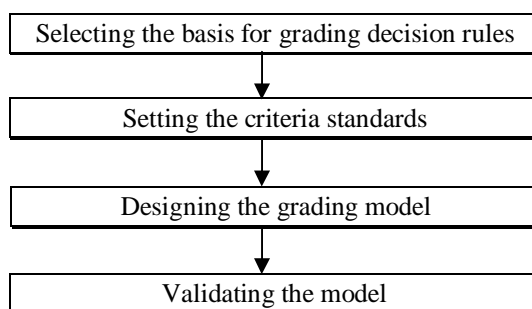 Selecting the basis for grading decision rules
Setting the criteria standards
Designing the grading model
Validating the model